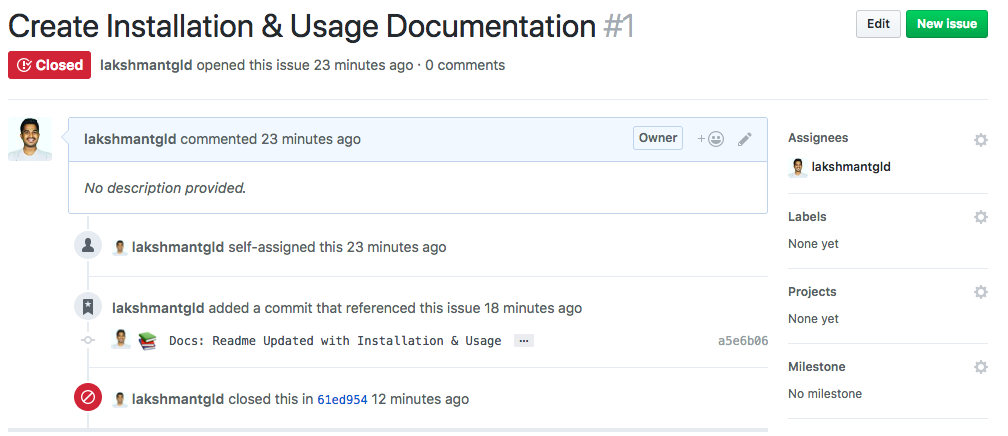 Create Installation & Usage Documentation #1
Edit
New issue
Closed
lakshmantgld opened this issue 23 minutes ago · 0 comments
lakshmantgld commented 23 minutes ago
Owner
+
No description provided.
lakshmantgld self-assigned this 23 minutes ago
lakshmantgld added a commit that referenced this issue 18 minutes ago
Docs: Readme Updated with Installation & Usage
…
a5e6b06
lakshmantgld closed this in 61ed954 12 minutes ago
Assignees
lakshmantgld
Labels
None yet
Projects
None yet
Milestone
No milestone